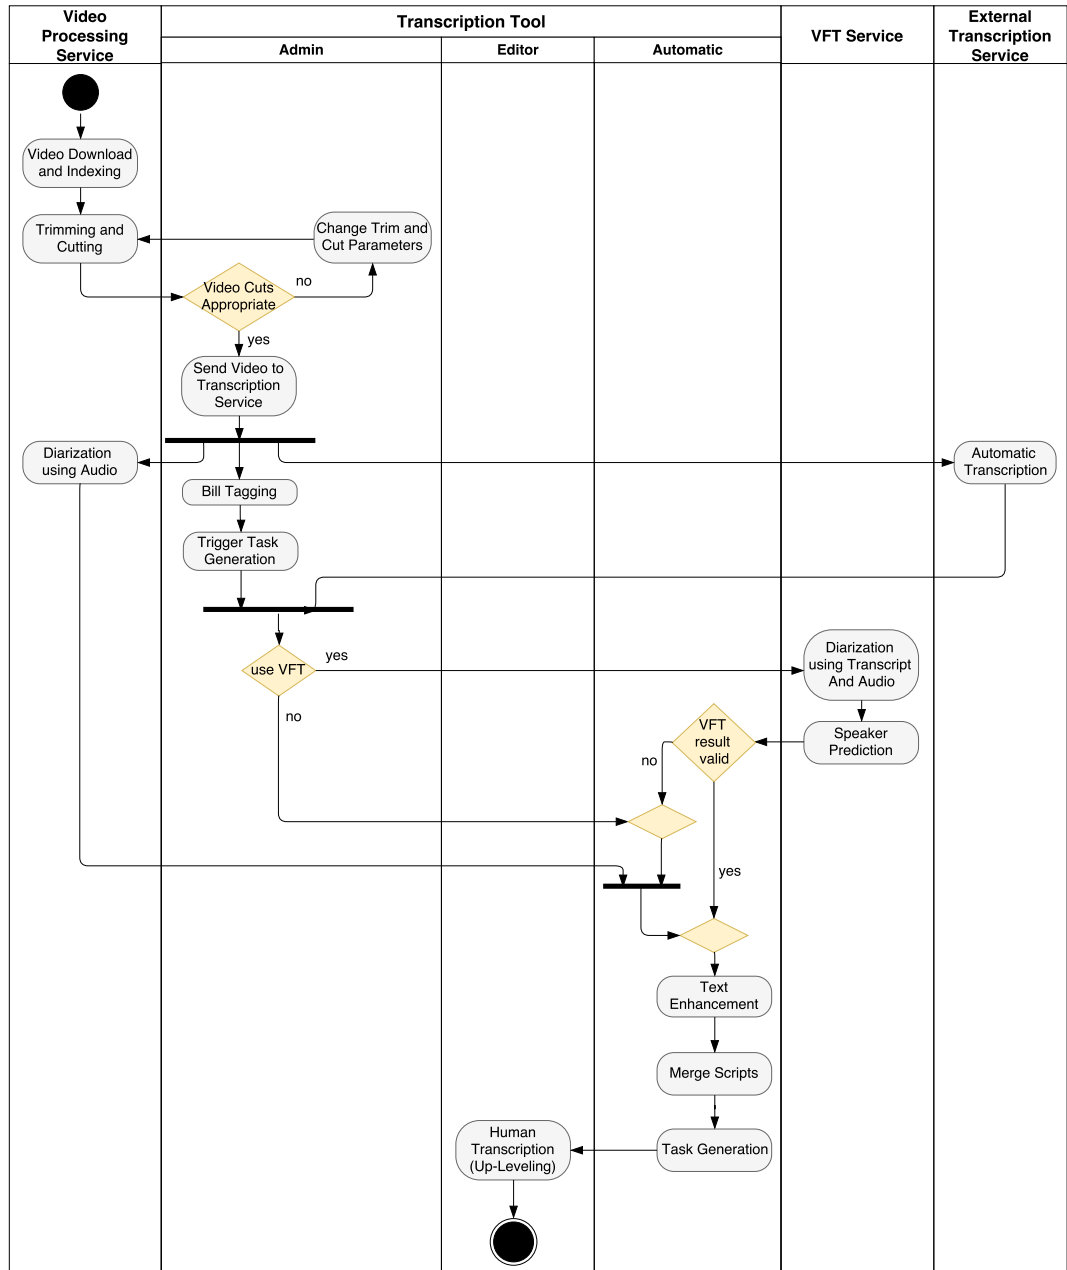 Video
Processing
Service
Transcription Tool
Admin
Editor
Automatic
VFT Service
External
Transcription
Service
Video Download
and Indexing
Trimming and
Cutting
Change Trim and
Cut Parameters
Video Cuts
Appropriate
no
yes
Send Video to
Transcription
Service
Diarization
using Audio
Automatic
Transcription
Bill Tagging
Trigger Task
Generation
use VFT
yes
no
Diarization
using Transcript
And Audio
Speaker
Prediction
VFT
result
valid
no
yes
Text
Enhancement
Merge Scripts
Task Generation
Human
Transcription
(Up-Leveling)